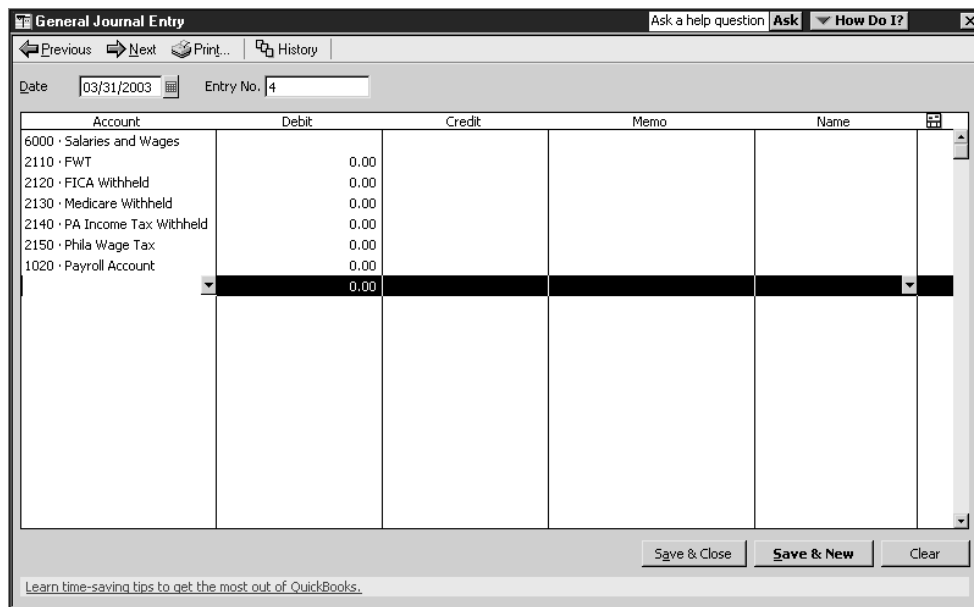 General Journal Entry Ask a help question Ask How Do I?
Previous Next Print... History
Date 03/31/2003 Entry No. 4
Account Debit Credit Memo Name
6000 · Salaries and Wages
2110 · FWT 0.00
2120 · FICA Withheld 0.00
2130 · Medicare Withheld 0.00
2140 · PA Income Tax Withheld 0.00
2150 · Phila Wage Tax 0.00
1020 · Payroll Account 0.00
0.00
Save & Close Save & New Clear
Learn time-saving tips to get the most out of QuickBooks.